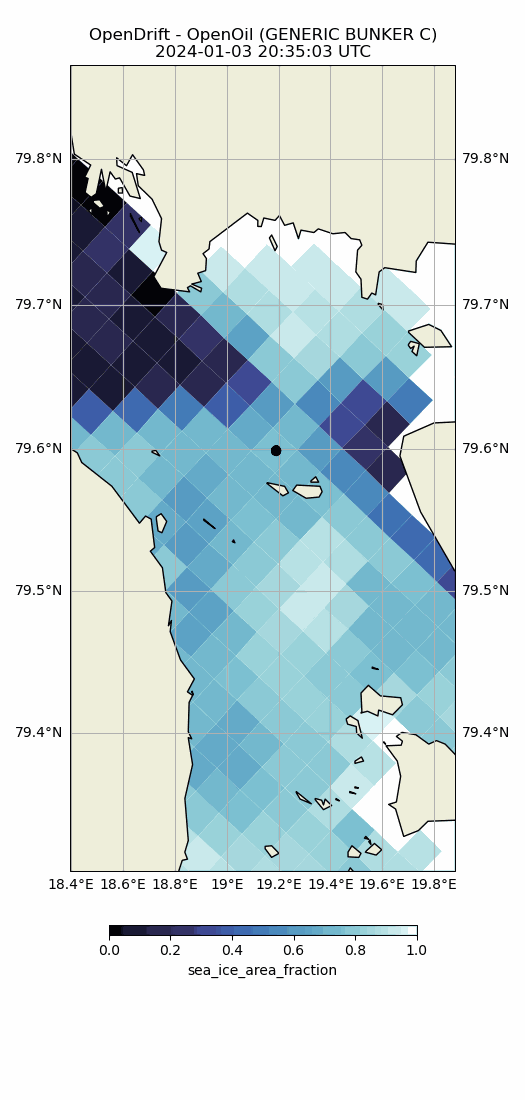 OpenDrift - OpenOil (GENERIC BUNKER C)
2024-01-03 20:35:03 UTC
79.8°N 79.8°N
79.7°N 79.7°N
79.6°N 79.6°N
79.5°N 79.5°N
79.4°N 79.4°N
18.4°E 18.6°E 18.8°E 19°E 19.2°E 19.4°E 19.6°E 19.8°E
0.0 0.2 0.4 0.6 0.8 1.0
sea_ice_area_fraction